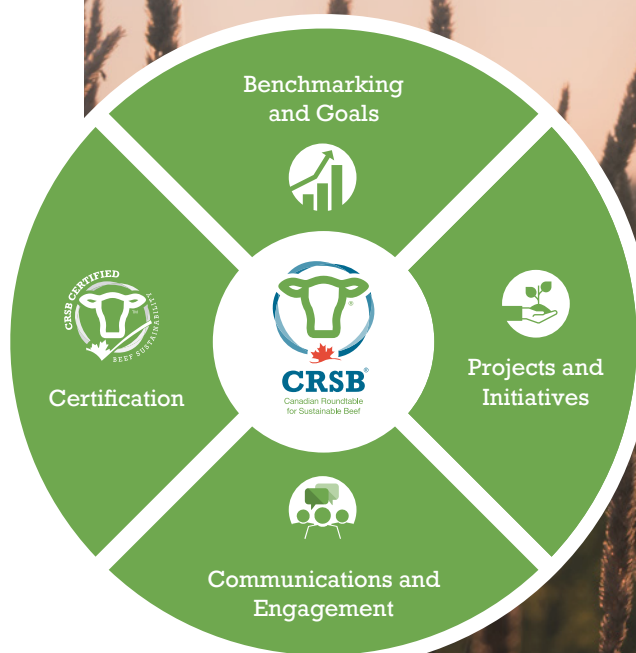 Benchmarking
and Goals
CRSB CERTIFIED
BEEF SUSTAINABILITY
TM
Certification
®
CRSB®
Canadian Roundtable
for Sustainable Beef
Projects and
Initiatives
Communications and
Engagement